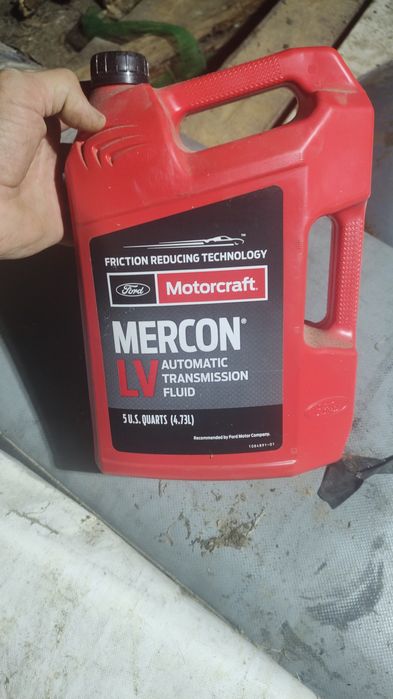 FRICTION REDUCING TECHNOLOGY
Ford Motorcraft®
MERCON®
LV AUTOMATIC
TRANSMISSION
FLUID
5 U.S. QUARTS (4.73L)
Recommended by Ford Motor Company.
Ford